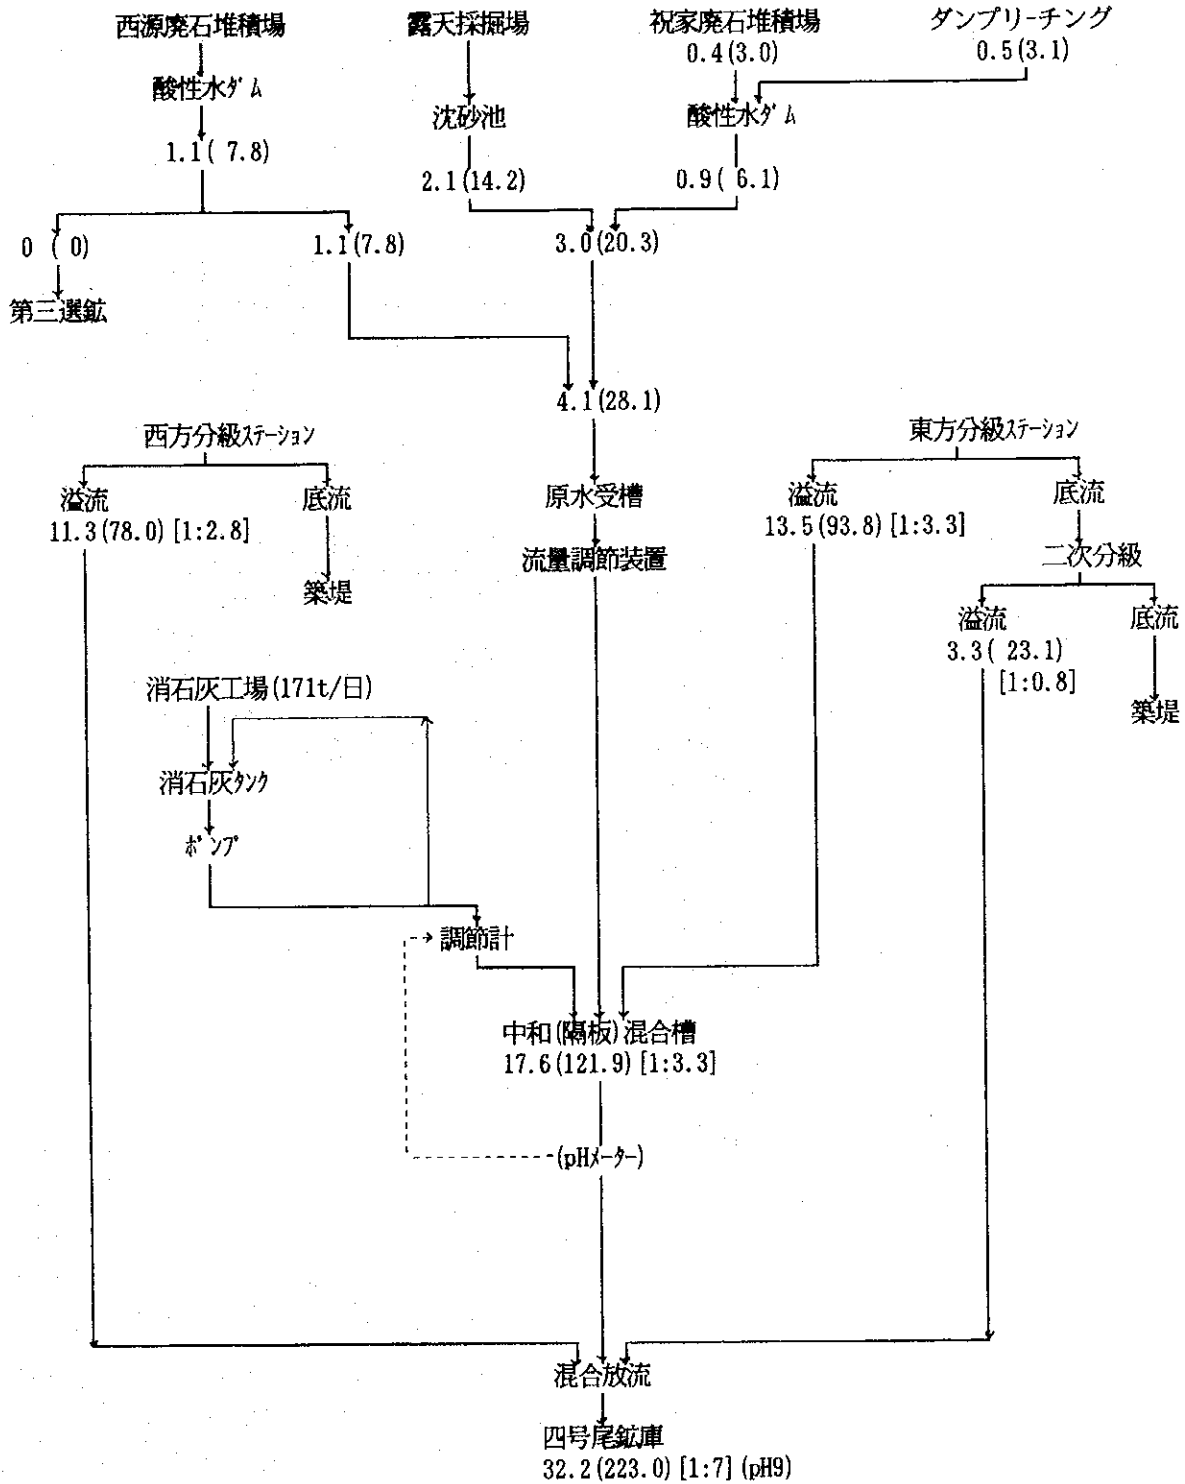 西源廃石堆積場
露天採掘場
祝家廃石堆積場
0.4(3.0)
ダンプリ-チング
0.5(3.1)
酸性水ダム
沈砂池
酸性水ダム
1.1( 7.8)
2.1(14.2)
0.9( 6.1)
0 ( 0)
1.1(7.8)
3.0(20.3)
第三選鉱
4.1(28.1)
西方分級ステーション
東方分級ステーション
溢流
11.3(78.0) [1:2.8]
底流
原水受槽
溢流
13.5(93.8) [1:3.3]
底流
築堤
流量調節装置
二次分級
溢流
3.3( 23.1)
[1:0.8]
底流
築堤
消石灰工場(171t/日)
消石灰タンク
ポンプ
調節計
中和(隔板)混合槽
17.6(121.9) [1:3.3]
(pHメーター)
混合放流
四号尾鉱庫
32.2(223.0) [1:7] (pH9)